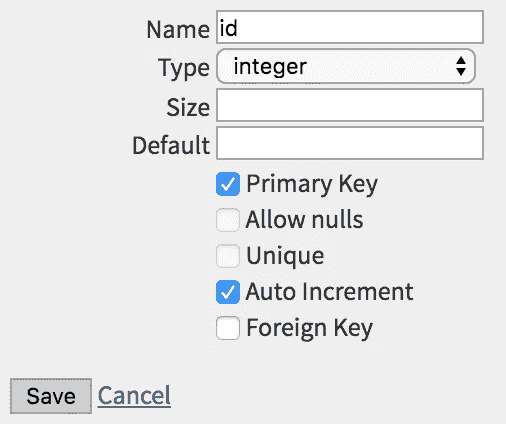 Name id
Type integer
Size
Default
Primary Key
Allow nulls
Unique
Auto Increment
Foreign Key
Save Cancel